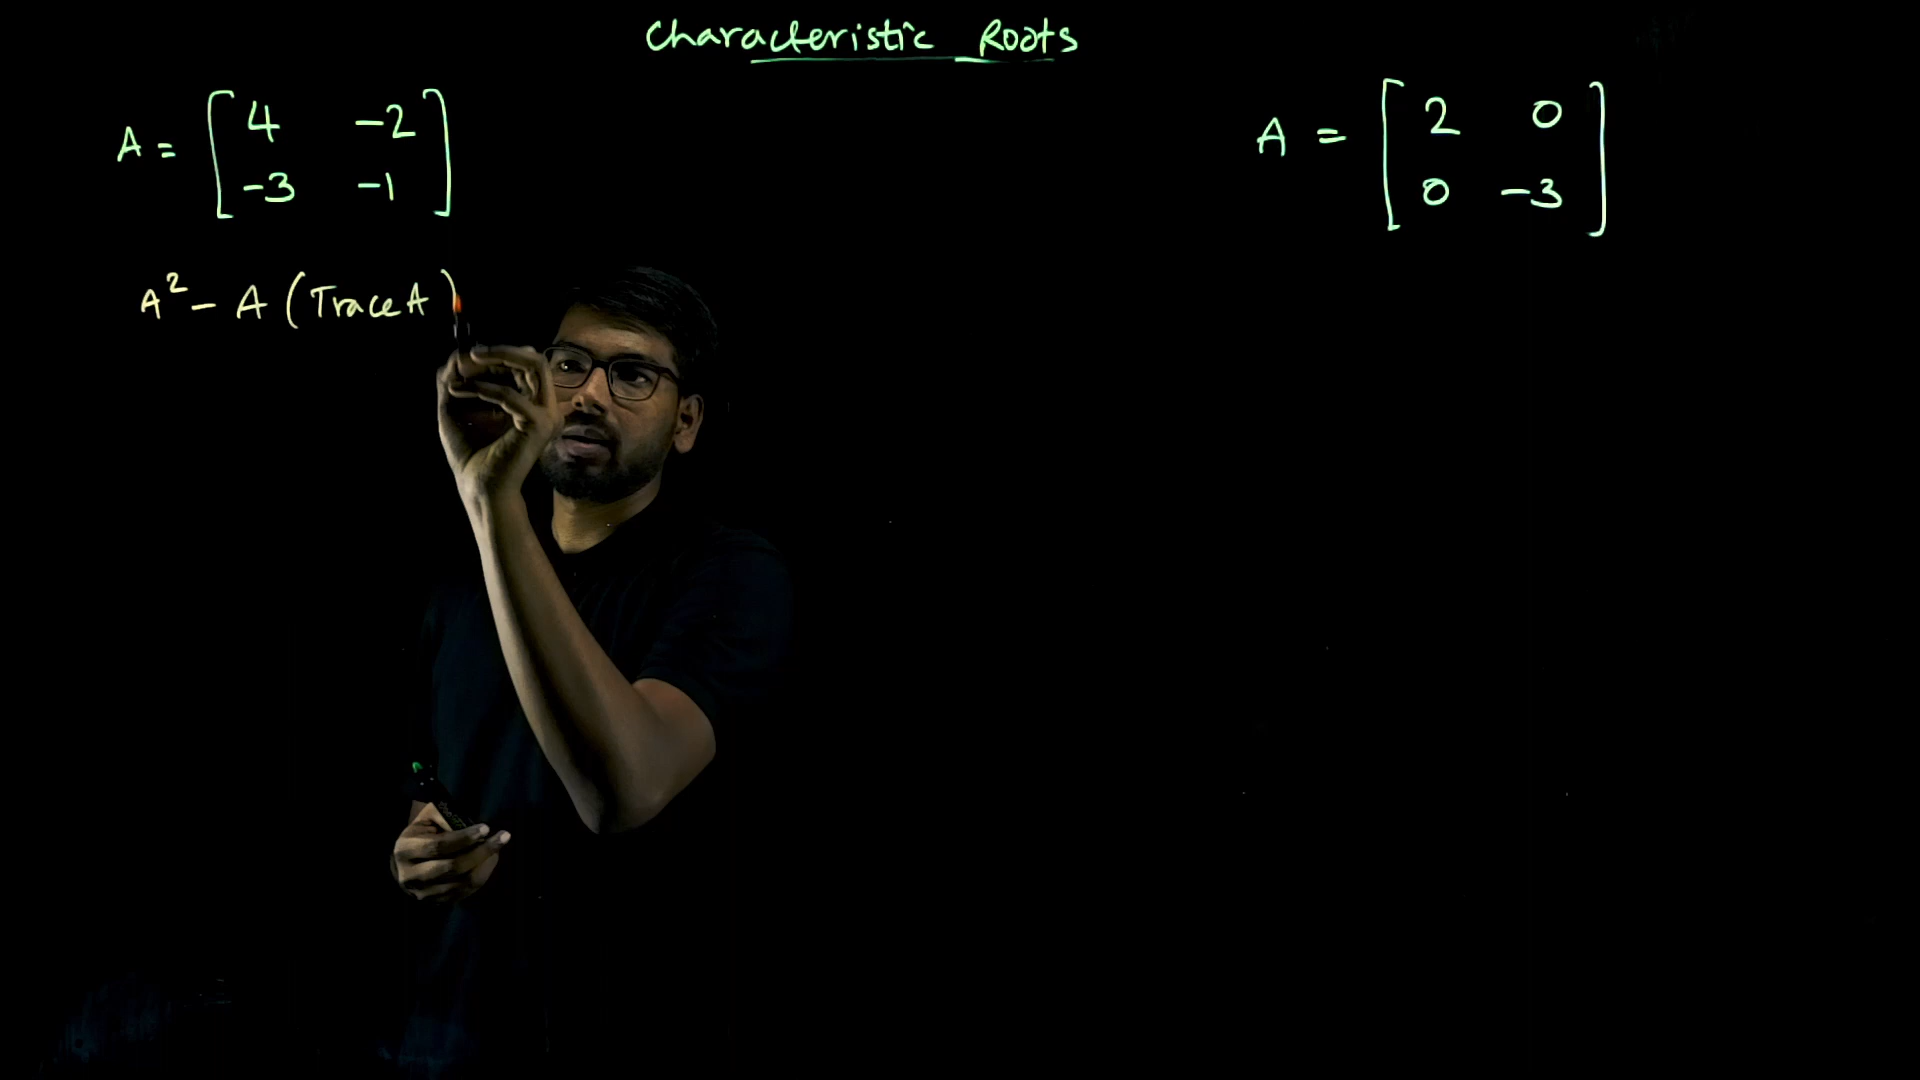 Characteristic Roots
A = [ 4 -2
-3 -1 ]
A = [ 2 0
0 -3 ]
A² - A (Trace A)